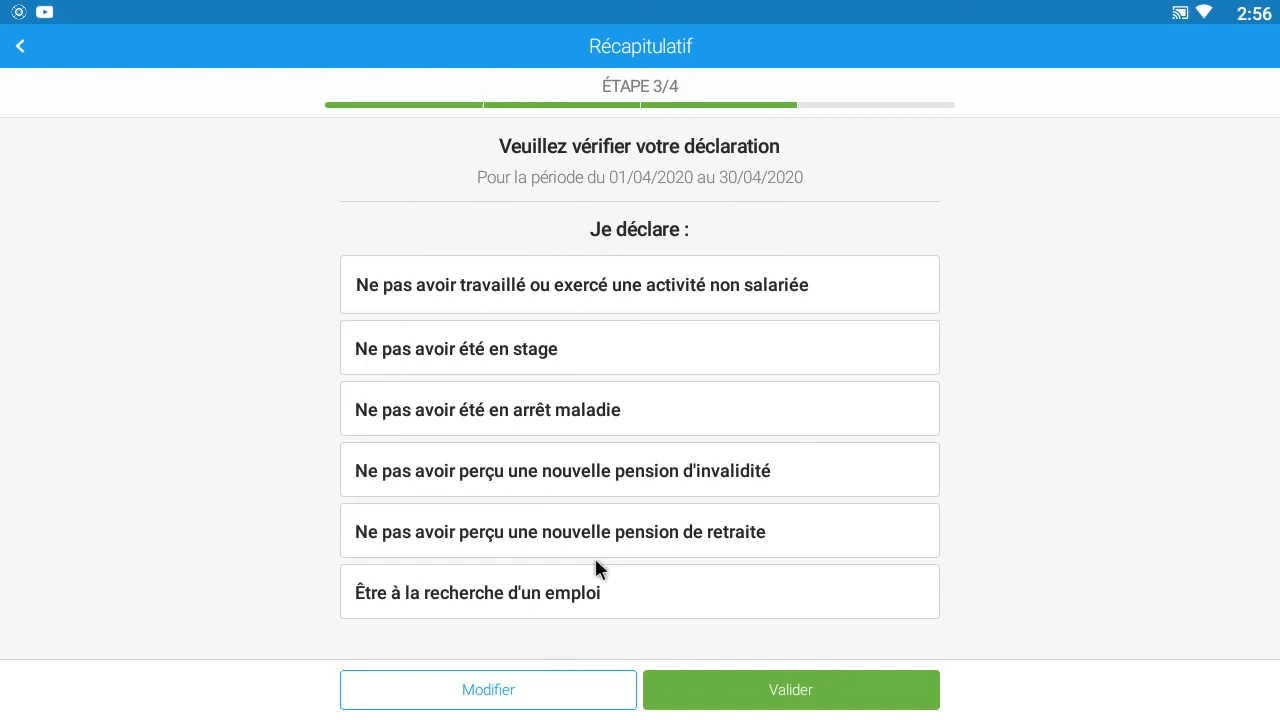 2:56
Récapitulatif
ÉTAPE 3/4
Veuillez vérifier votre déclaration
Pour la période du 01/04/2020 au 30/04/2020
Je déclare :
Ne pas avoir travaillé ou exercé une activité non salariée
Ne pas avoir été en stage
Ne pas avoir été en arrêt maladie
Ne pas avoir perçu une nouvelle pension d'invalidité
Ne pas avoir perçu une nouvelle pension de retraite
Être à la recherche d'un emploi
Modifier
Valider